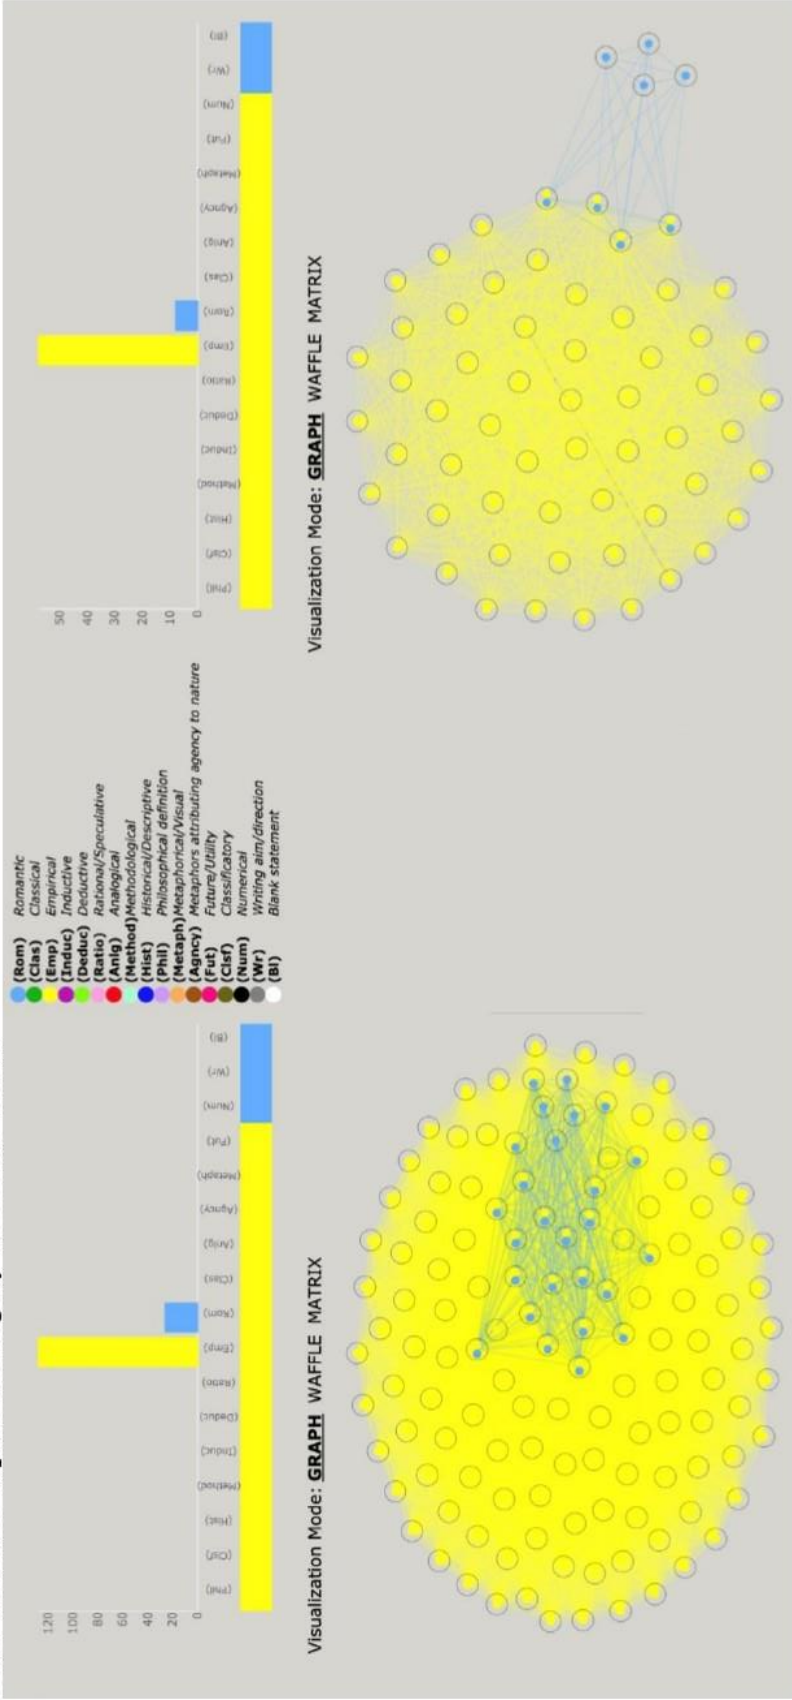 120
100
80
60
40
20
0
(Phil)
(Clsf)
(Hist)
(Method)
(Induc)
(Deduc)
(Ratio)
(Emp)
(Rom)
(Clas)
(Anlg)
(Agncy)
(Metaph)
(Fut)
(Num)
(Wr)
(Bl)
Visualization Mode: GRAPH WAFFLE MATRIX
(Rom) Romantic
(Clas) Classical
(Emp) Empirical
(Induc) Inductive
(Deduc) Deductive
(Ratio) Rational/Speculative
(Anlg) Analogical
(Method)Methodological
(Hist) Historical/Descriptive
(Phil) Philosophical definition
(Metaph)Metaphorical/Visual
(Agncy) Metaphors attributing agency to nature
(Fut) Future/Utility
(Clsf) Classificatory
(Num) Numerical
(Wr) Writing aim/direction
(Bl) Blank statement
50
40
30
20
10
0
(Phil)
(Clsf)
(Hist)
(Method)
(Induc)
(Deduc)
(Ratio)
(Emp)
(Rom)
(Clas)
(Anlg)
(Agncy)
(Metaph)
(Fut)
(Num)
(Wr)
(Bl)
Visualization Mode: GRAPH WAFFLE MATRIX